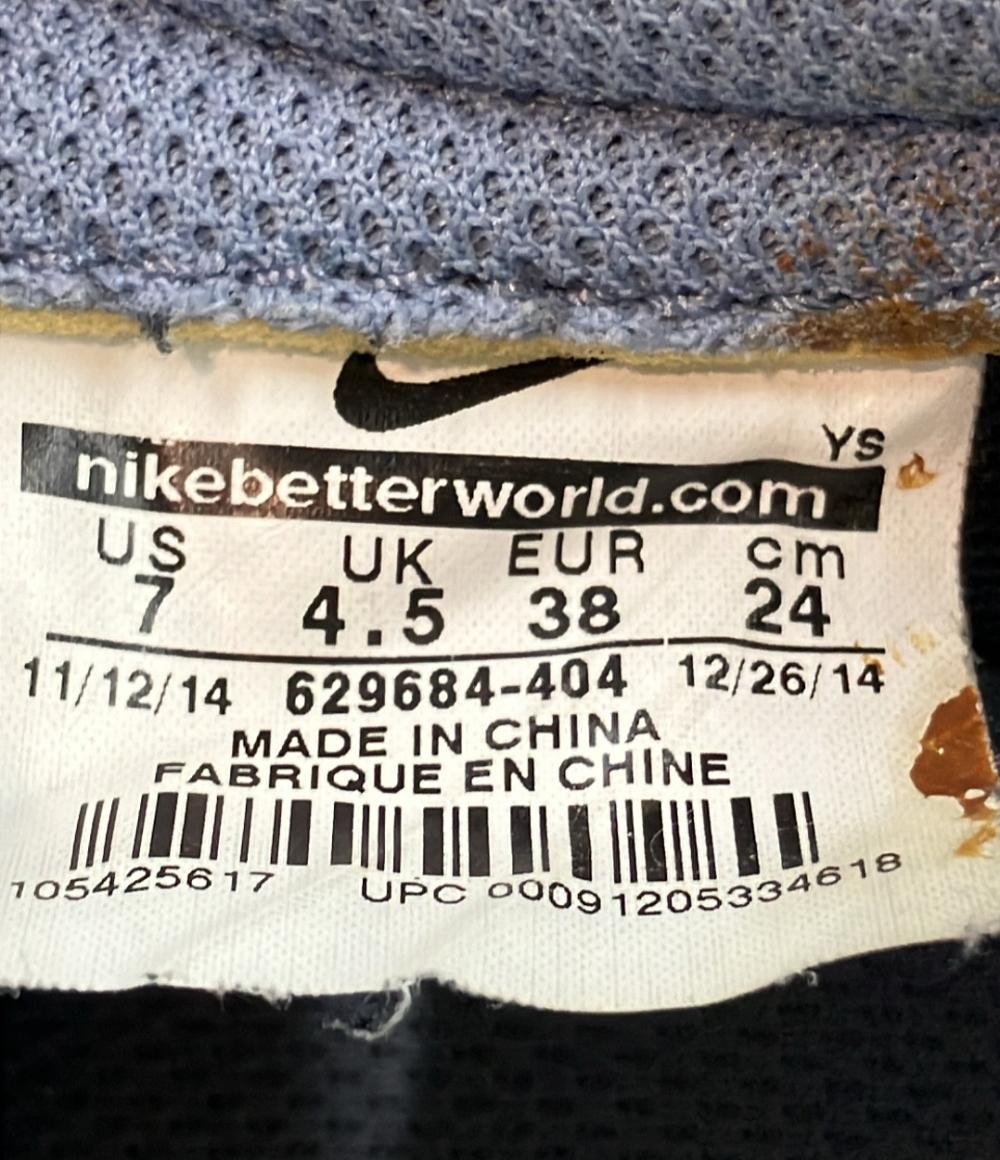 YS
nikebetterworld.com
US UK EUR cm
7 4.5 38 24
11/12/14 629684-404 12/26/14
MADE IN CHINA
FABRIQUE EN CHINE
105425617 UPC 00091205334618